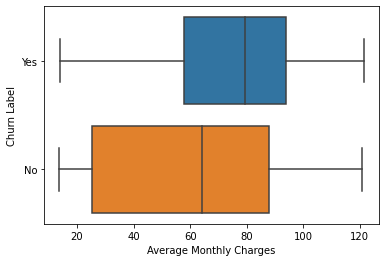 Churn Label
Yes
No
20 40 60 80 100 120
Average Monthly Charges